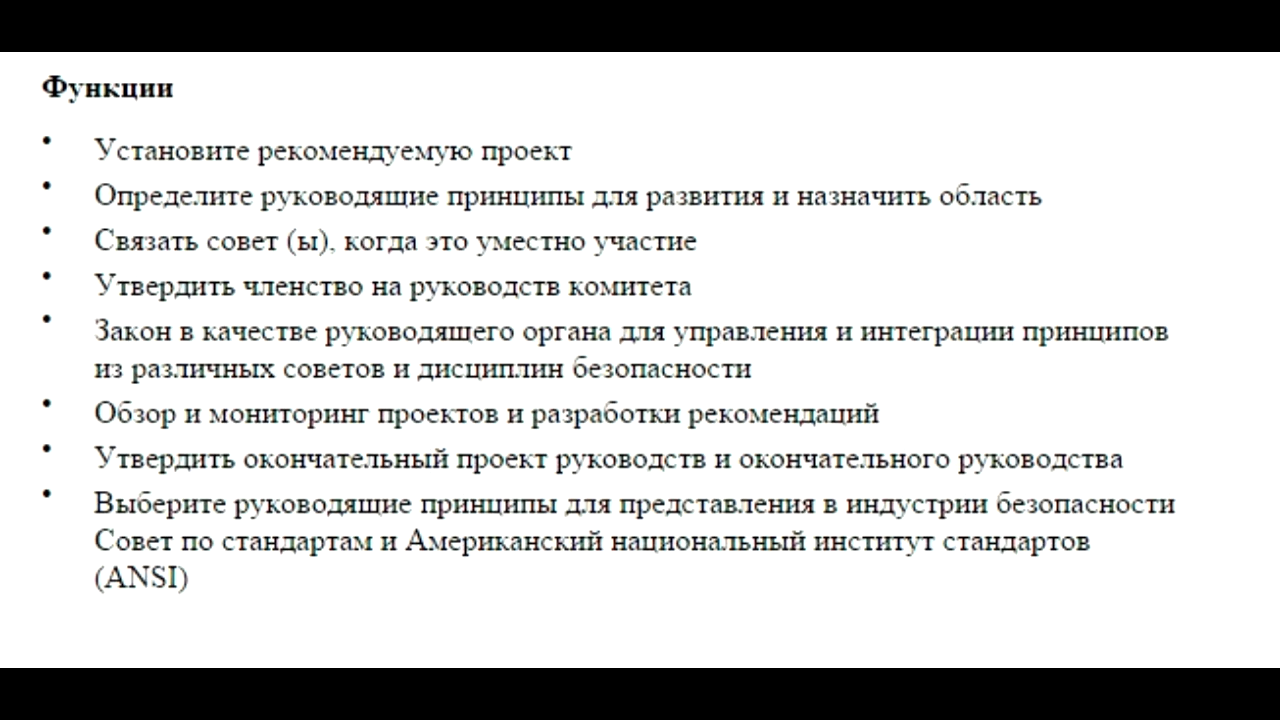 Функции
• Установите рекомендуемую проект
• Определите руководящие принципы для развития и назначить область
• Связать совет (ы), когда это уместно участие
• Утвердить членство на руководств комитета
• Закон в качестве руководящего органа для управления и интеграции принципов
из различных советов и дисциплин безопасности
• Обзор и мониторинг проектов и разработки рекомендаций
• Утвердить окончательный проект руководств и окончательного руководства
• Выберите руководящие принципы для представления в индустрии безопасности
Совет по стандартам и Американский национальный институт стандартов
(ANSI)